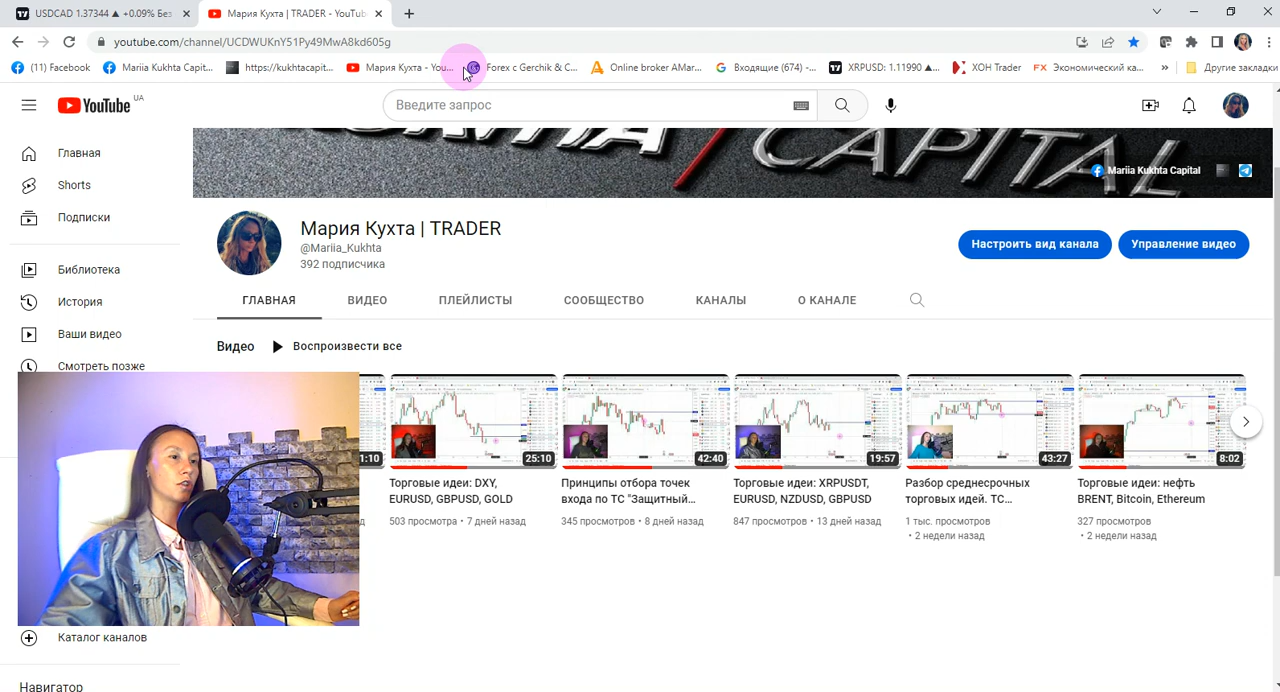 USDCAD 1.37344 ▲ +0.09% Без
Мария Кухта | TRADER - YouTub
youtube.com/channel/UCDWUKnY51Py49MwA8kd605g
(11) Facebook
Mariia Kukhta Capit...
https://kukhtacapit...
Мария Кухта - You...
Forex с Gerchik & C...
Online broker AMar...
Входящие (674) -...
XRPUSD: 1.11990 ▲...
XOH Trader
FX Экономический ка...
»
Другие закладки
YouTube UA
Введите запрос
Главная
Shorts
Подписки
Библиотека
История
Ваши видео
Смотреть позже
Каталог каналов
Навигатор
CAPITAL
Mariia Kukhta Capital
Мария Кухта | TRADER
@Mariia_Kukhta
392 подписчика
Настроить вид канала
Управление видео
ГЛАВНАЯ
ВИДЕО
ПЛЕЙЛИСТЫ
СООБЩЕСТВО
КАНАЛЫ
О КАНАЛЕ
Видео
Воспроизвести все
1:10
25:10
42:40
19:57
43:27
8:02
Торговые идеи: DXY,
EURUSD, GBPUSD, GOLD
503 просмотра • 7 дней назад
Принципы отбора точек
входа по ТС "Защитный...
345 просмотров • 8 дней назад
Торговые идеи: XRPUSDT,
EURUSD, NZDUSD, GBPUSD
847 просмотров • 13 дней назад
Разбор среднесрочных
торговых идей. ТС...
1 тыс. просмотров
• 2 недели назад
Торговые идеи: нефть
BRENT, Bitcoin, Ethereum
327 просмотров
• 2 недели назад